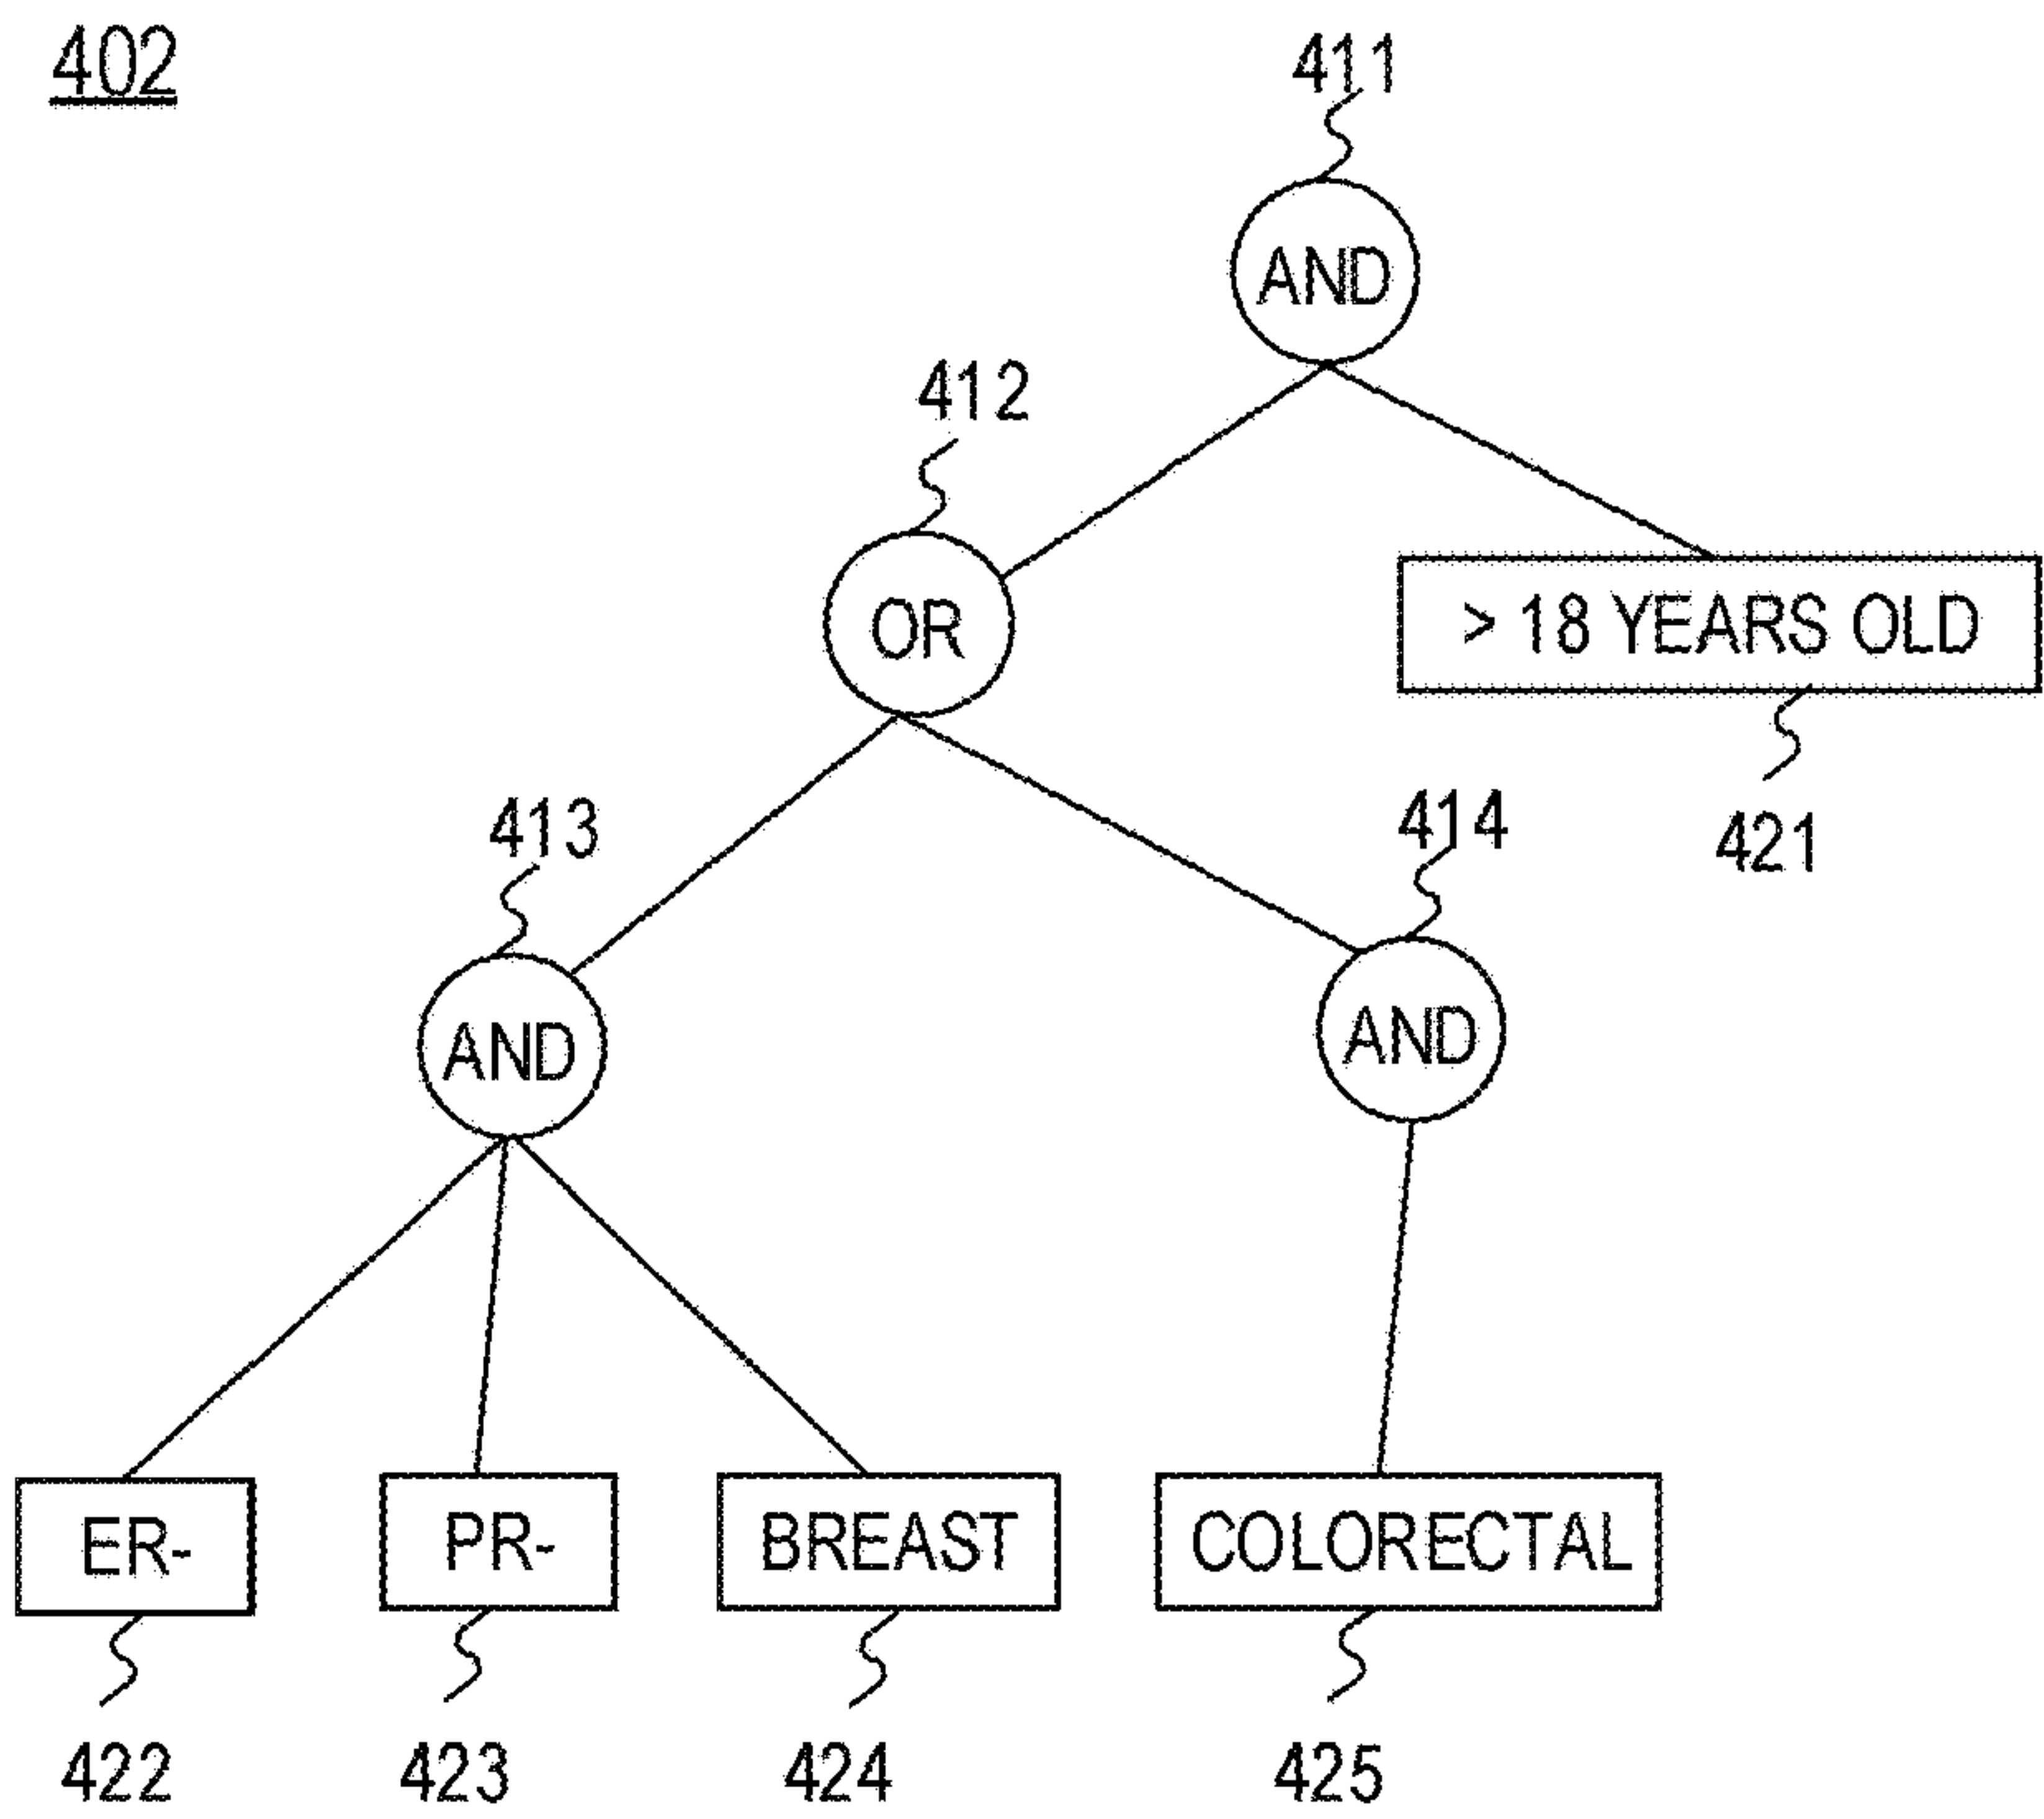 402
411
AND
412
OR
> 18 YEARS OLD
413
414
421
AND
AND
ER-
PR-
BREAST
COLORECTAL
422
423
424
425